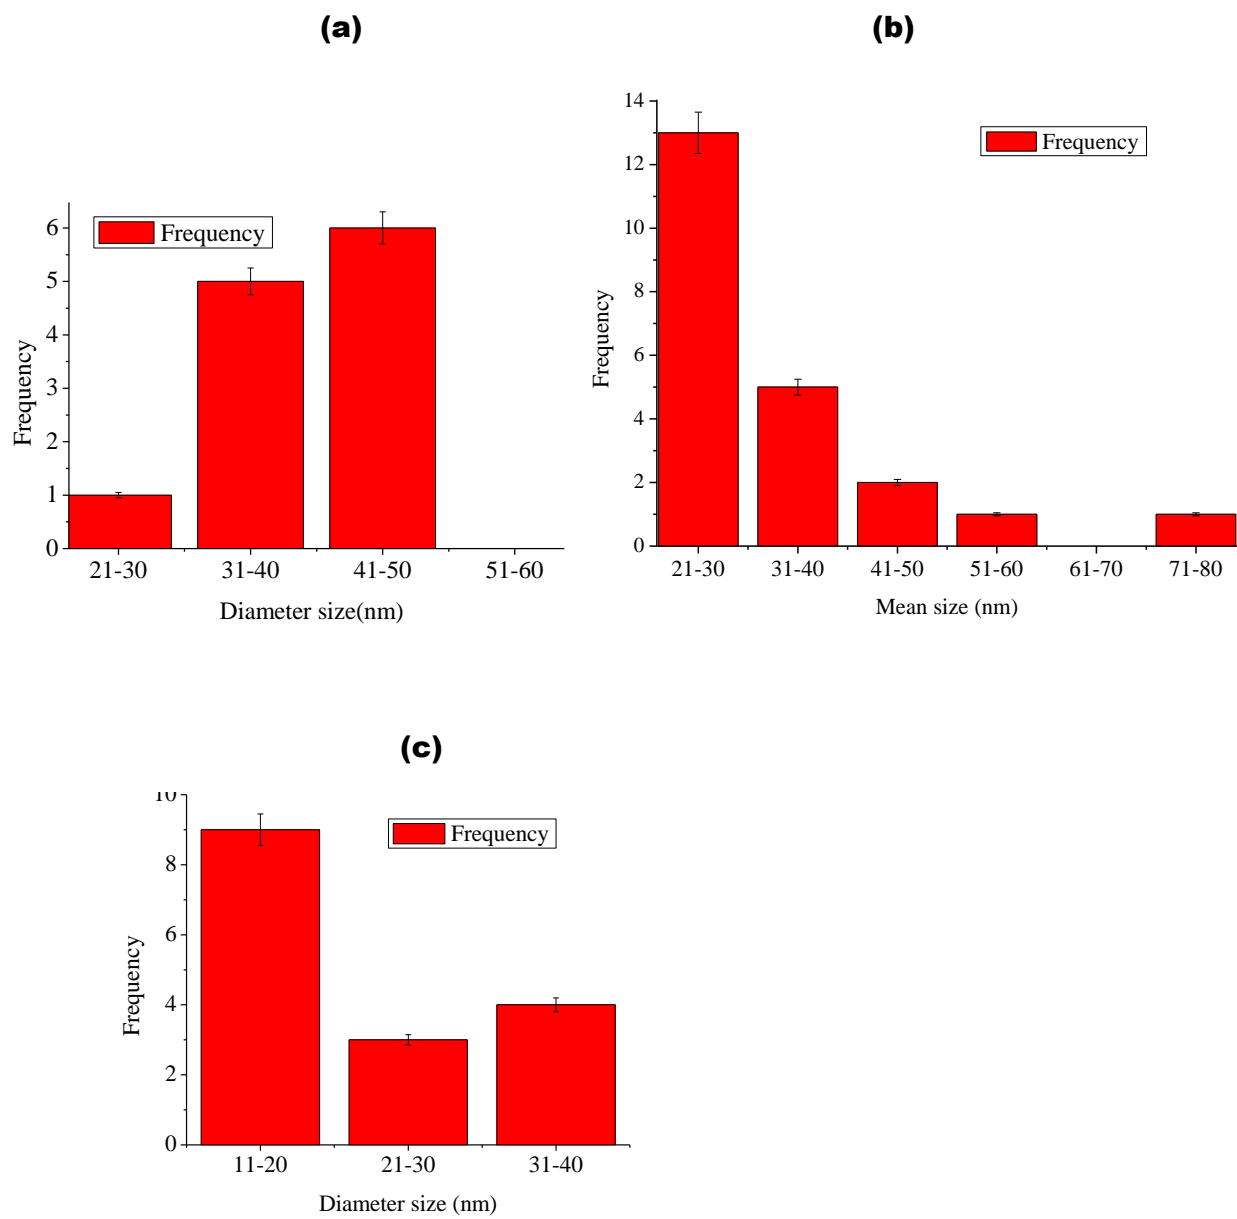 (a)
Frequency
6
5
4
3
2
1
0
Frequency
21-30 31-40 41-50 51-60
Diameter size(nm)
(b)
Frequency
14
12
10
8
6
4
2
0
Frequency
21-30 31-40 41-50 51-60 61-70 71-80
Mean size (nm)
(c)
Frequency
10
8
6
4
2
0
Frequency
11-20 21-30 31-40
Diameter size (nm)